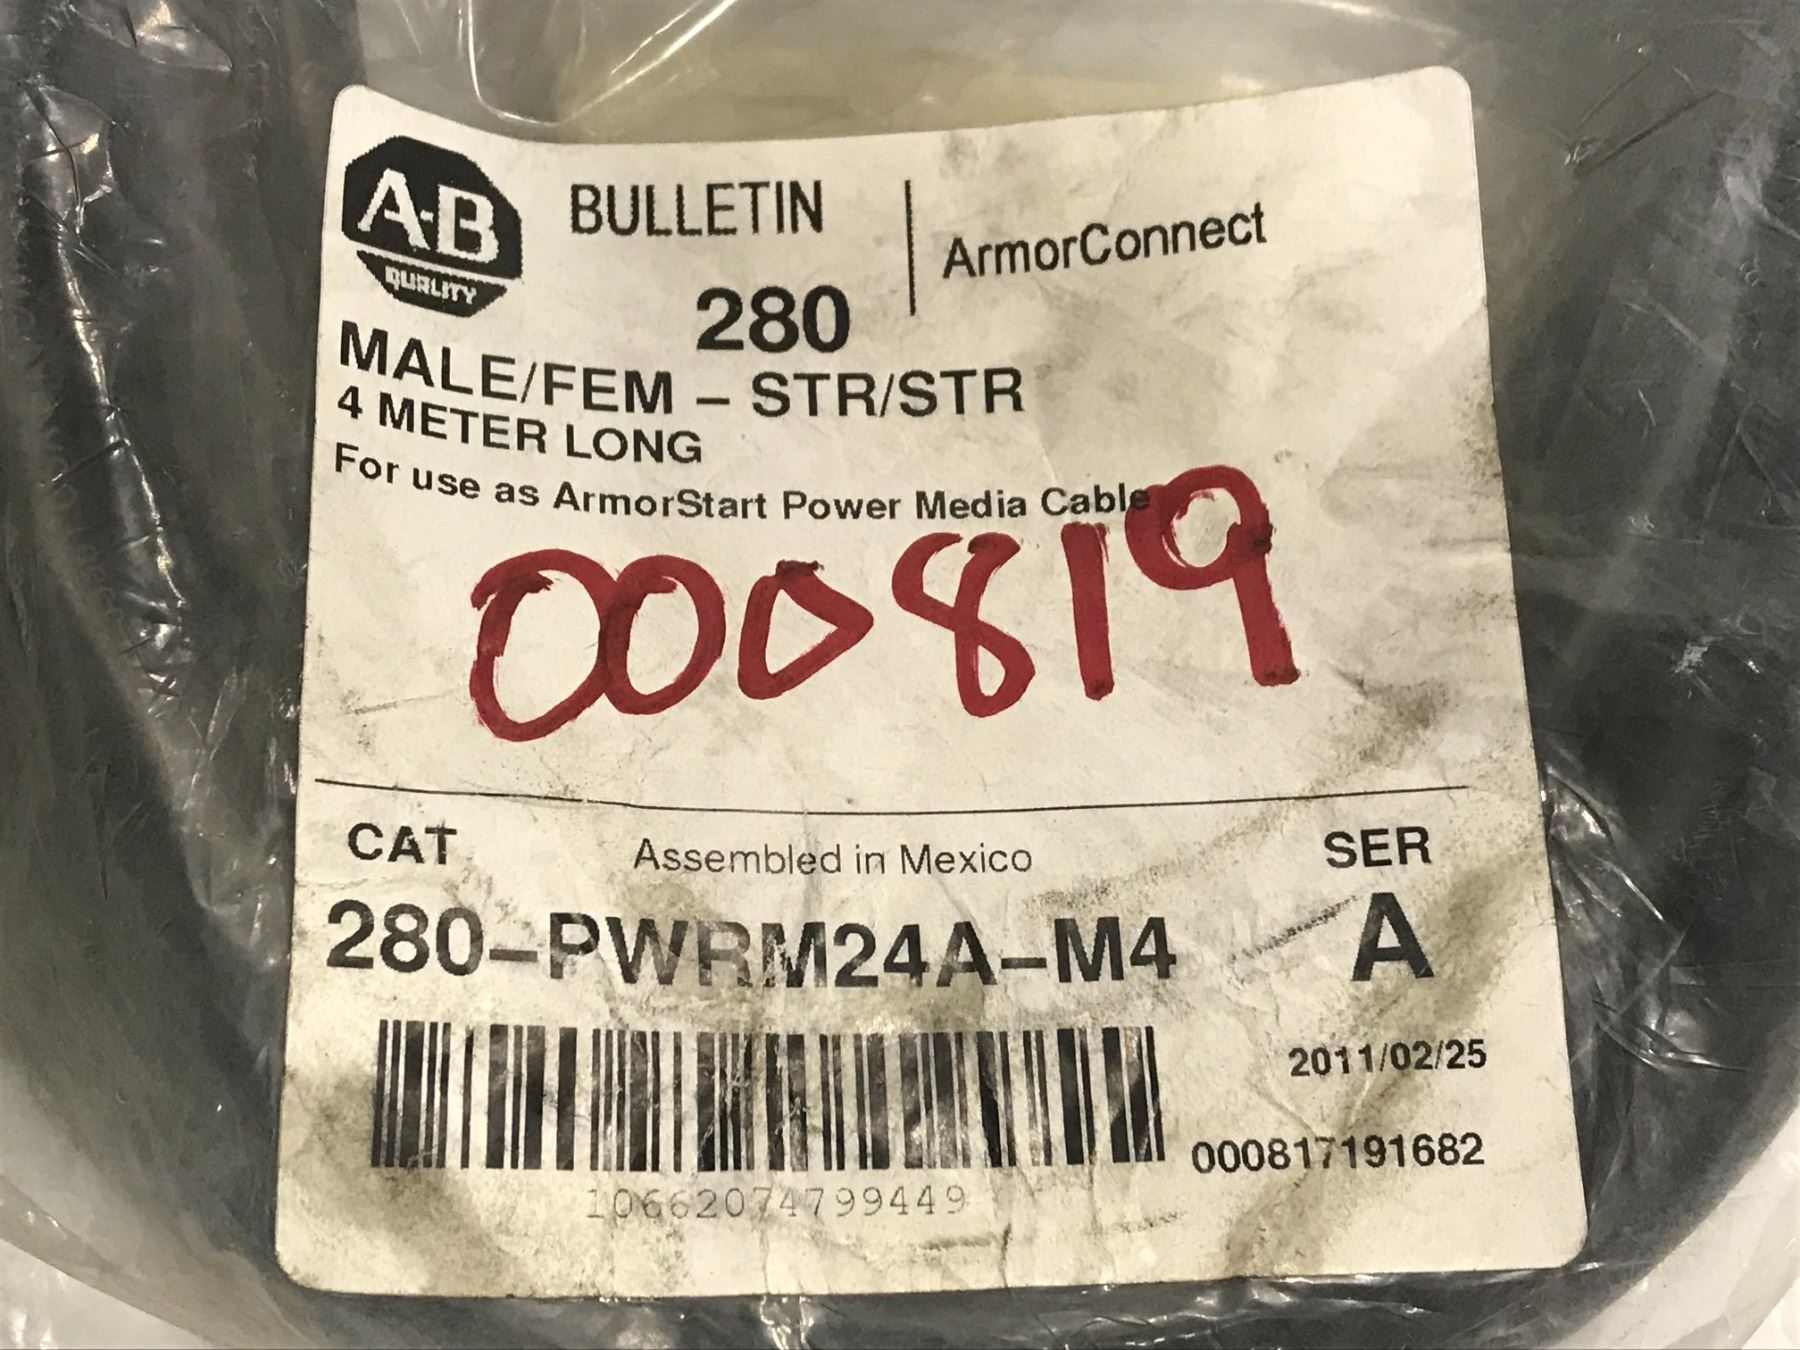 A-B
QUALITY
BULLETIN
280
ArmorConnect
MALE/FEM – STR/STR
4 METER LONG
For use as ArmorStart Power Media Cable
000819
CAT
Assembled in Mexico
SER
280-PWRM24A-M4
A
2011/02/25
000817191682
10662074799449